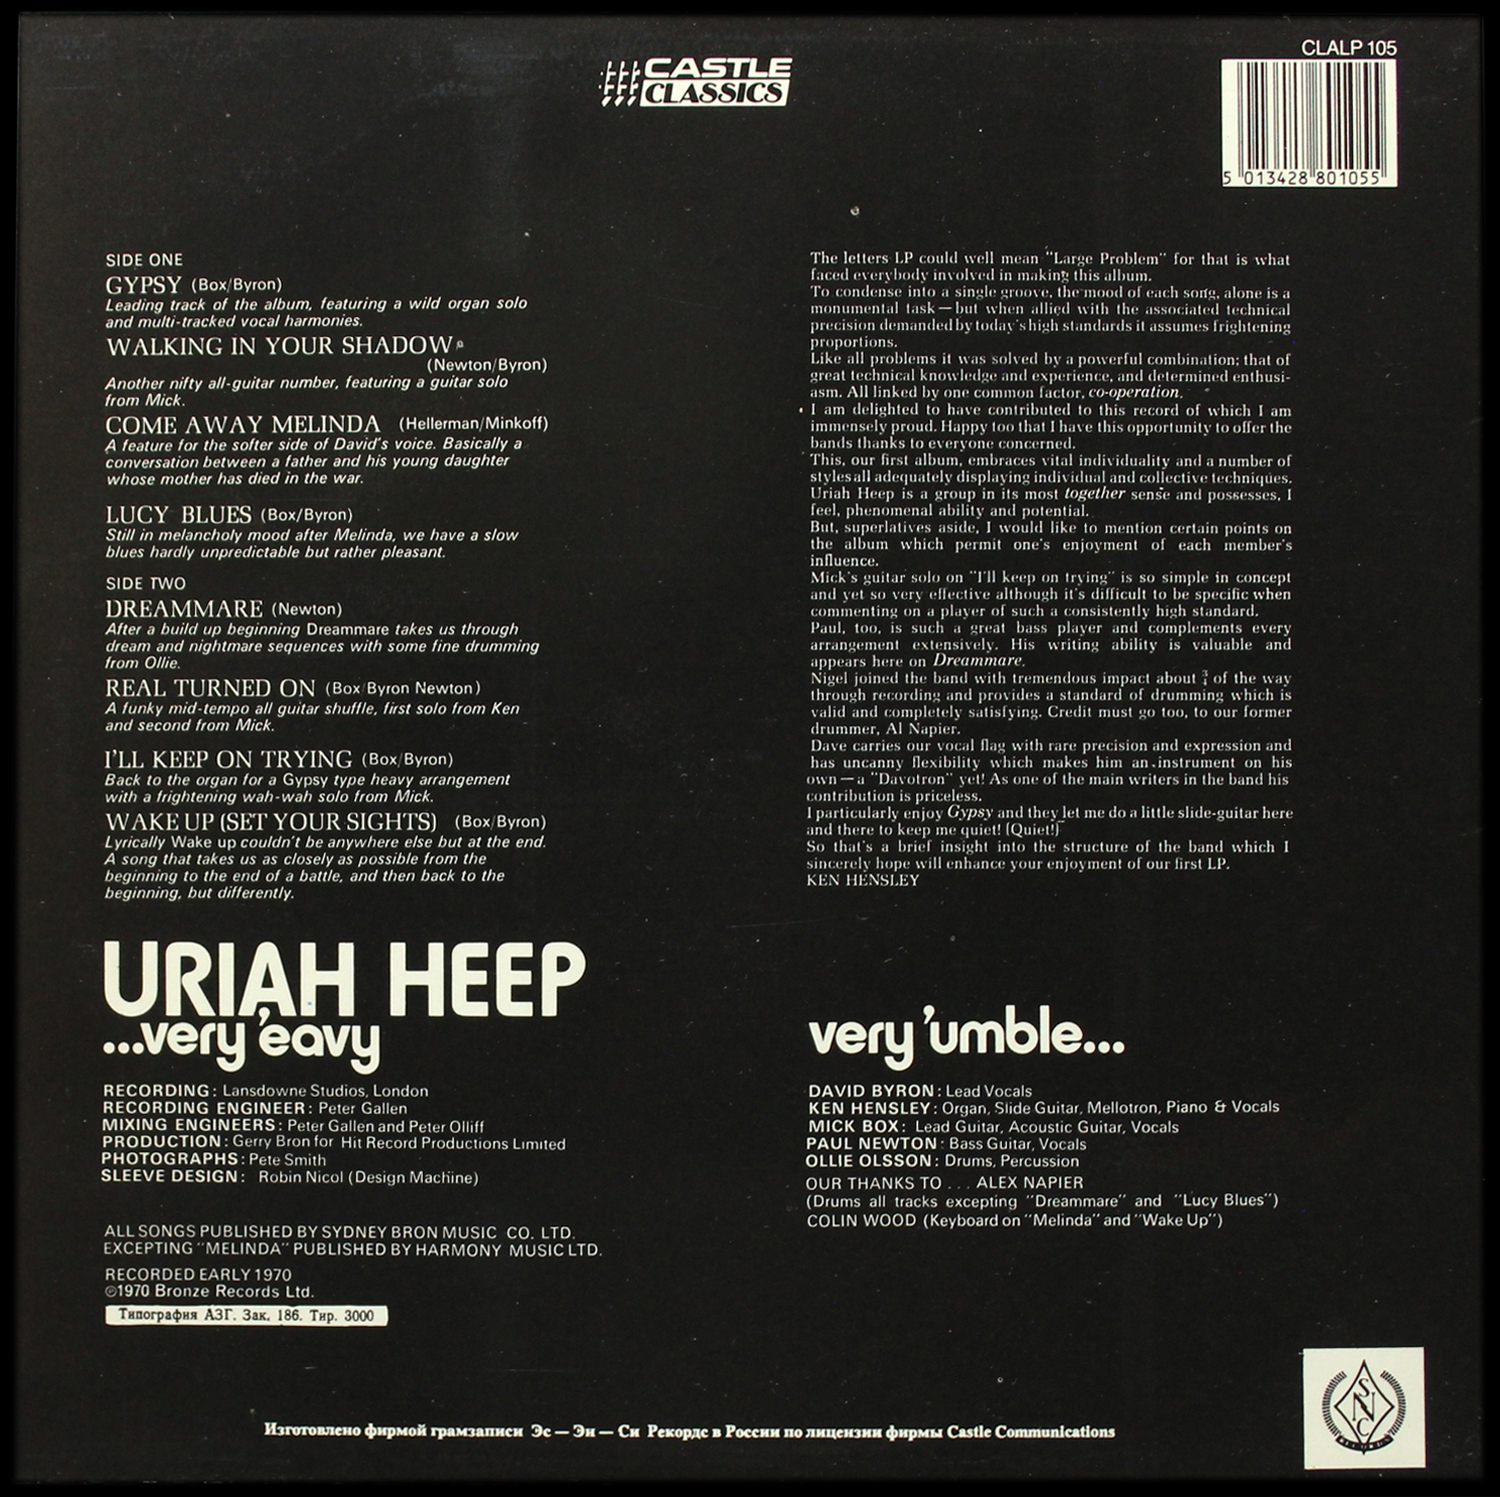 CLALP 105
CASTLE
CLASSICS
5 013428 801055
SIDE ONE
GYPSY (Box/Byron)
Leading track of the album, featuring a wild organ solo
and multi-tracked vocal harmonies.
WALKING IN YOUR SHADOW
(Newton/Byron)
Another nifty all-guitar number, featuring a guitar solo
from Mick.
COME AWAY MELINDA (Hellerman/Minkoff)
A feature for the softer side of David's voice. Basically a
conversation between a father and his young daughter
whose mother has died in the war.
LUCY BLUES (Box/Byron)
Still in melancholy mood after Melinda, we have a slow
blues hardly unpredictable but rather pleasant.
SIDE TWO
DREAMMARE (Newton)
After a build up beginning Dreammare takes us through
dream and nightmare sequences with some fine drumming
from Ollie.
REAL TURNED ON (Box/Byron Newton)
A funky mid-tempo all guitar shuffle, first solo from Ken
and second from Mick.
I'LL KEEP ON TRYING (Box/Byron)
Back to the organ for a Gypsy type heavy arrangement
with a frightening wah-wah solo from Mick.
WAKE UP (SET YOUR SIGHTS) (Box/Byron)
Lyrically Wake up couldn't be anywhere else but at the end.
A song that takes us as closely as possible from the
beginning to the end of a battle, and then back to the
beginning, but differently.
The letters LP could well mean "Large Problem" for that is what
faced everybody involved in making this album.
To condense into a single groove, the mood of each song, alone is a
monumental task — but when allied with the associated technical
precision demanded by today's high standards it assumes frightening
proportions.
Like all problems it was solved by a powerful combination; that of
great technical knowledge and experience, and determined enthusi-
asm. All linked by one common factor, co-operation.
I am delighted to have contributed to this record of which I am
immensely proud. Happy too that I have this opportunity to offer the
bands thanks to everyone concerned.
This, our first album, embraces vital individuality and a number of
styles all adequately displaying individual and collective techniques.
Uriah Heep is a group in its most together sense and possesses, I
feel, phenomenal ability and potential.
But, superlatives aside, I would like to mention certain points on
the album which permit one's enjoyment of each member's
influence.
Mick's guitar solo on "I'll keep on trying" is so simple in concept
and yet so very effective although it's difficult to be specific when
commenting on a player of such a consistently high standard.
Paul, too, is such a great bass player and complements every
arrangement extensively. His writing ability is valuable and
appears here on Dreammare.
Nigel joined the band with tremendous impact about ¾ of the way
through recording and provides a standard of drumming which is
valid and completely satisfying. Credit must go too, to our former
drummer, Al Napier.
Dave carries our vocal flag with rare precision and expression and
has uncanny flexibility which makes him an instrument on his
own — a "Davotron" yet! As one of the main writers in the band his
contribution is priceless.
I particularly enjoy Gypsy and they let me do a little slide-guitar here
and there to keep me quiet! (Quiet!)
So that's a brief insight into the structure of the band which I
sincerely hope will enhance your enjoyment of our first LP.
KEN HENSLEY
URIAH HEEP
...very 'eavy
very 'umble...
RECORDING: Lansdowne Studios, London
RECORDING ENGINEER: Peter Gallen
MIXING ENGINEERS: Peter Gallen and Peter Olliff
PRODUCTION: Gerry Bron for Hit Record Productions Limited
PHOTOGRAPHS: Pete Smith
SLEEVE DESIGN: Robin Nicol (Design Machine)
ALL SONGS PUBLISHED BY SYDNEY BRON MUSIC CO. LTD.
EXCEPTING "MELINDA" PUBLISHED BY HARMONY MUSIC LTD.
RECORDED EARLY 1970
℗1970 Bronze Records Ltd.
Типография АЗГ. Зак. 186. Тир. 3000
DAVID BYRON: Lead Vocals
KEN HENSLEY: Organ, Slide Guitar, Mellotron, Piano & Vocals
MICK BOX: Lead Guitar, Acoustic Guitar, Vocals
PAUL NEWTON: Bass Guitar, Vocals
OLLIE OLSSON: Drums, Percussion
OUR THANKS TO . . . ALEX NAPIER
(Drums all tracks excepting "Dreammare" and "Lucy Blues")
COLIN WOOD (Keyboard on "Melinda" and "Wake Up")
Изготовлено фирмой грамзаписи Эс — Эн — Си Рекордс в России по лицензии фирмы Castle Communications
SNC